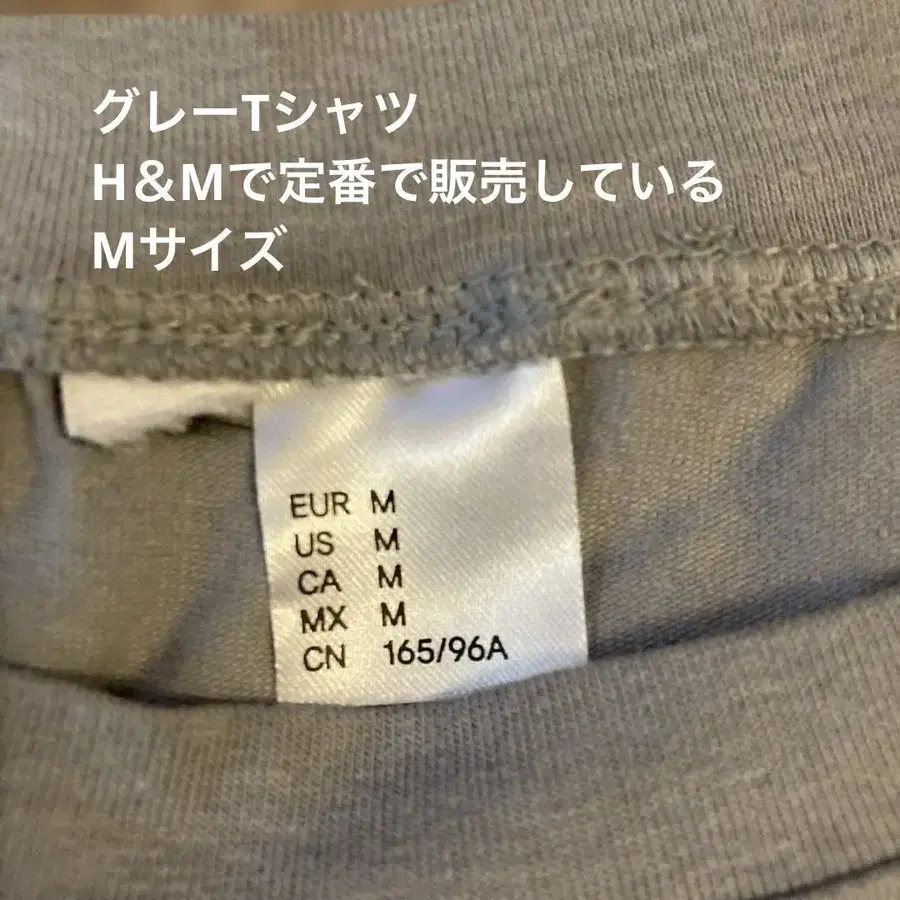 グレーTシャツ
H&Mで定番で販売している
Mサイズ
EUR M
US M
CA M
MX M
CN 165/96A